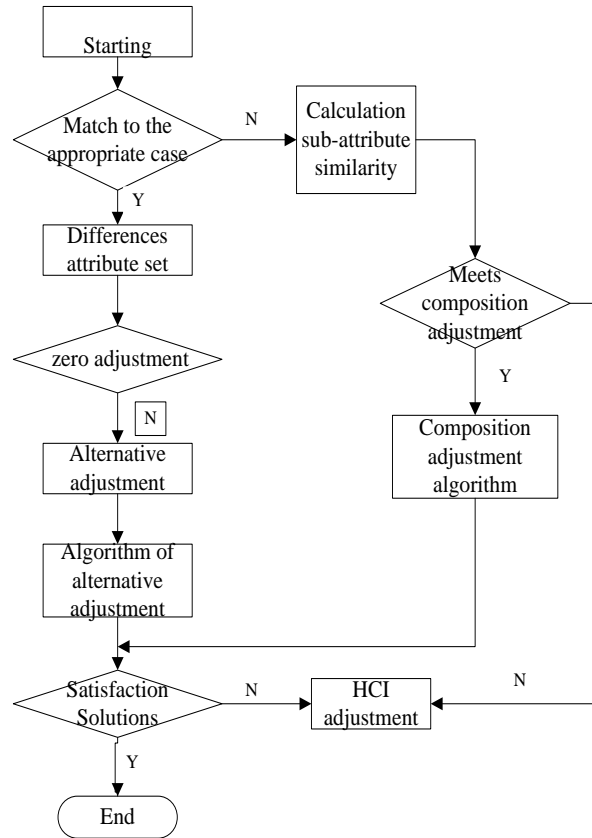 Starting
Match to the
appropriate case
N
Calculation
sub-attribute
similarity
Y
Differences
attribute set
Meets
composition
adjustment
zero adjustment
Y
N
Composition
adjustment
algorithm
Alternative
adjustment
Algorithm of
alternative
adjustment
Satisfaction
Solutions
N
HCI
adjustment
N
Y
End